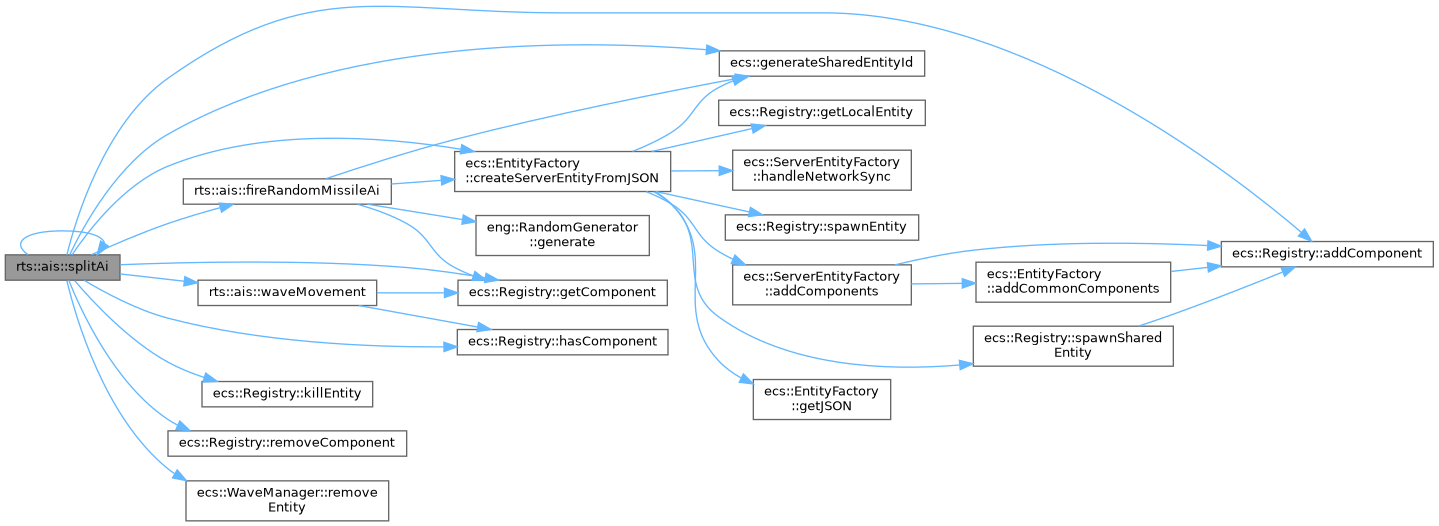 ecs::generateSharedEntityId
ecs::Registry::getLocalEntity
ecs::EntityFactory
::createServerEntityFromJSON
ecs::ServerEntityFactory
::handleNetworkSync
rts::ais::fireRandomMissileAi
eng::RandomGenerator
::generate
ecs::Registry::spawnEntity
rts::ais::splitAi
ecs::Registry::addComponent
ecs::ServerEntityFactory
::addComponents
ecs::EntityFactory
::addCommonComponents
rts::ais::waveMovement
ecs::Registry::getComponent
ecs::Registry::hasComponent
ecs::Registry::spawnShared
Entity
ecs::Registry::killEntity
ecs::EntityFactory
::getJSON
ecs::Registry::removeComponent
ecs::WaveManager::remove
Entity